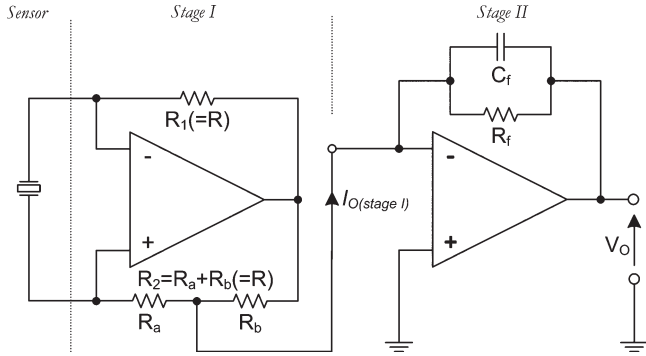 Sensor
Stage I
Stage II
C_f
R_f
R_1(=R)
-
+
I_O(stage I)
-
+
V_O
R_2=R_a+R_b(=R)
R_a
R_b